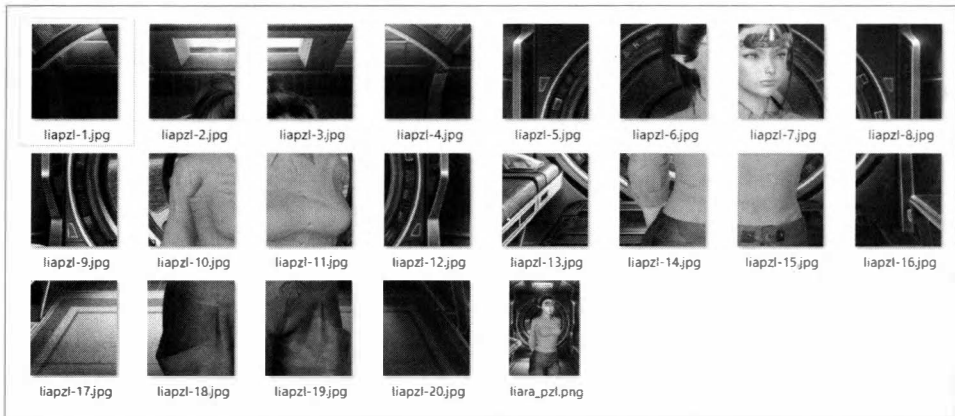 liapzl-1.jpg liapzl-2.jpg liapzl-3.jpg liapzl-4.jpg liapzl-5.jpg liapzl-6.jpg liapzl-7.jpg liapzl-8.jpg
liapzl-9.jpg liapzl-10.jpg liapzl-11.jpg liapzl-12.jpg liapzl-13.jpg liapzl-14.jpg liapzl-15.jpg liapzl-16.jpg
liapzl-17.jpg liapzl-18.jpg liapzl-19.jpg liapzl-20.jpg liara_pzl.png